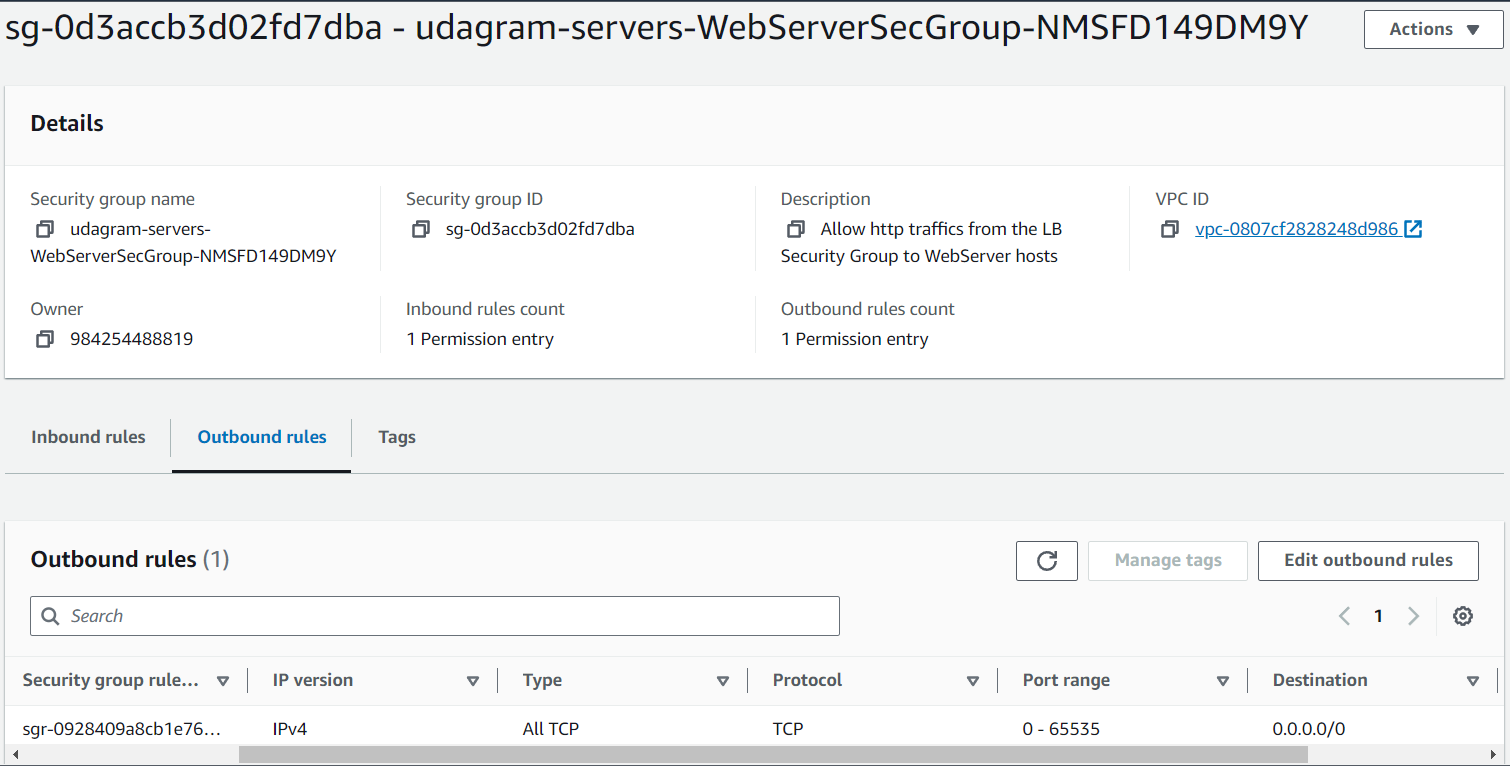 sg-0d3accb3d02fd7dba - udagram-servers-WebServerSecGroup-NMSFD149DM9Y
Actions
Details
Security group name
udagram-servers-
WebServerSecGroup-NMSFD149DM9Y
Security group ID
sg-0d3accb3d02fd7dba
Description
Allow http traffics from the LB
Security Group to WebServer hosts
VPC ID
vpc-0807cf2828248d986
Owner
984254488819
Inbound rules count
1 Permission entry
Outbound rules count
1 Permission entry
Inbound rules
Outbound rules
Tags
Outbound rules (1)
Manage tags
Edit outbound rules
Search
1
Security group rule... IP version Type Protocol Port range Destination
sgr-0928409a8cb1e76... IPv4 All TCP TCP 0 - 65535 0.0.0.0/0